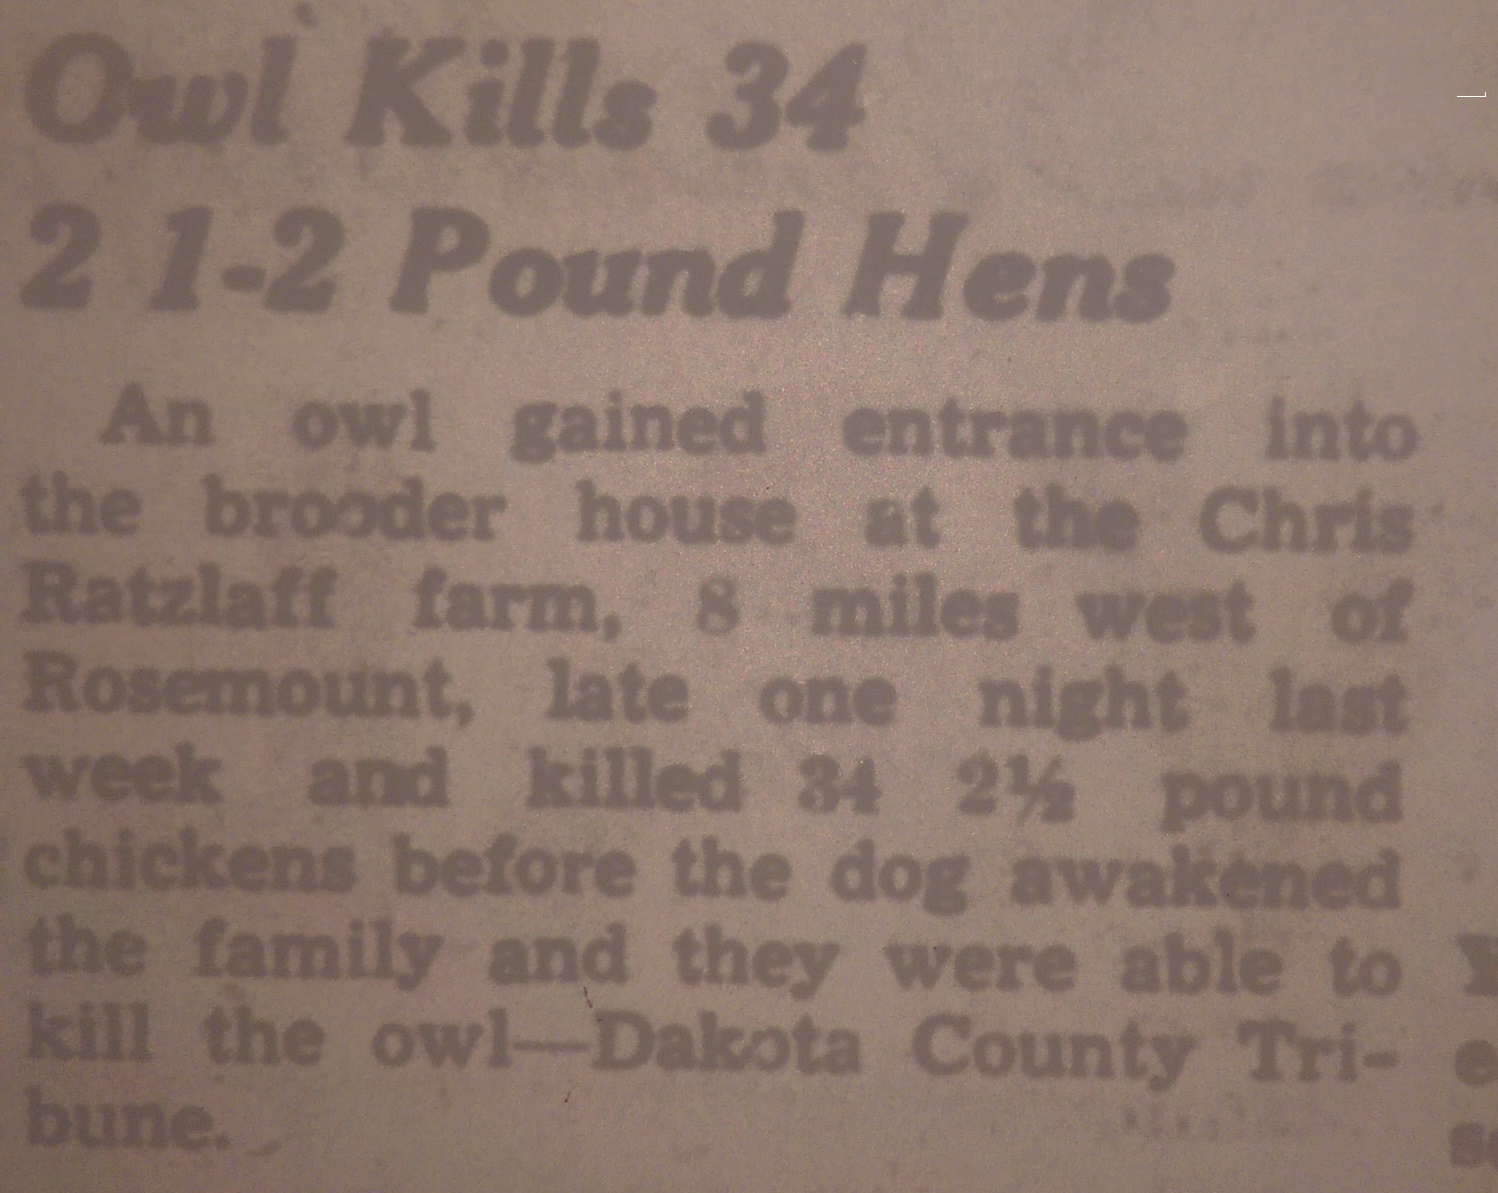 Owl Kills 34
2 1-2 Pound Hens
An owl gained entrance into
the brooder house at the Chris
Ratzlaff farm, 8 miles west of
Rosemount, late one night last
week and killed 34 2½ pound
chickens before the dog awakened
the family and they were able to
kill the owl—Dakota County Tri-
bune.